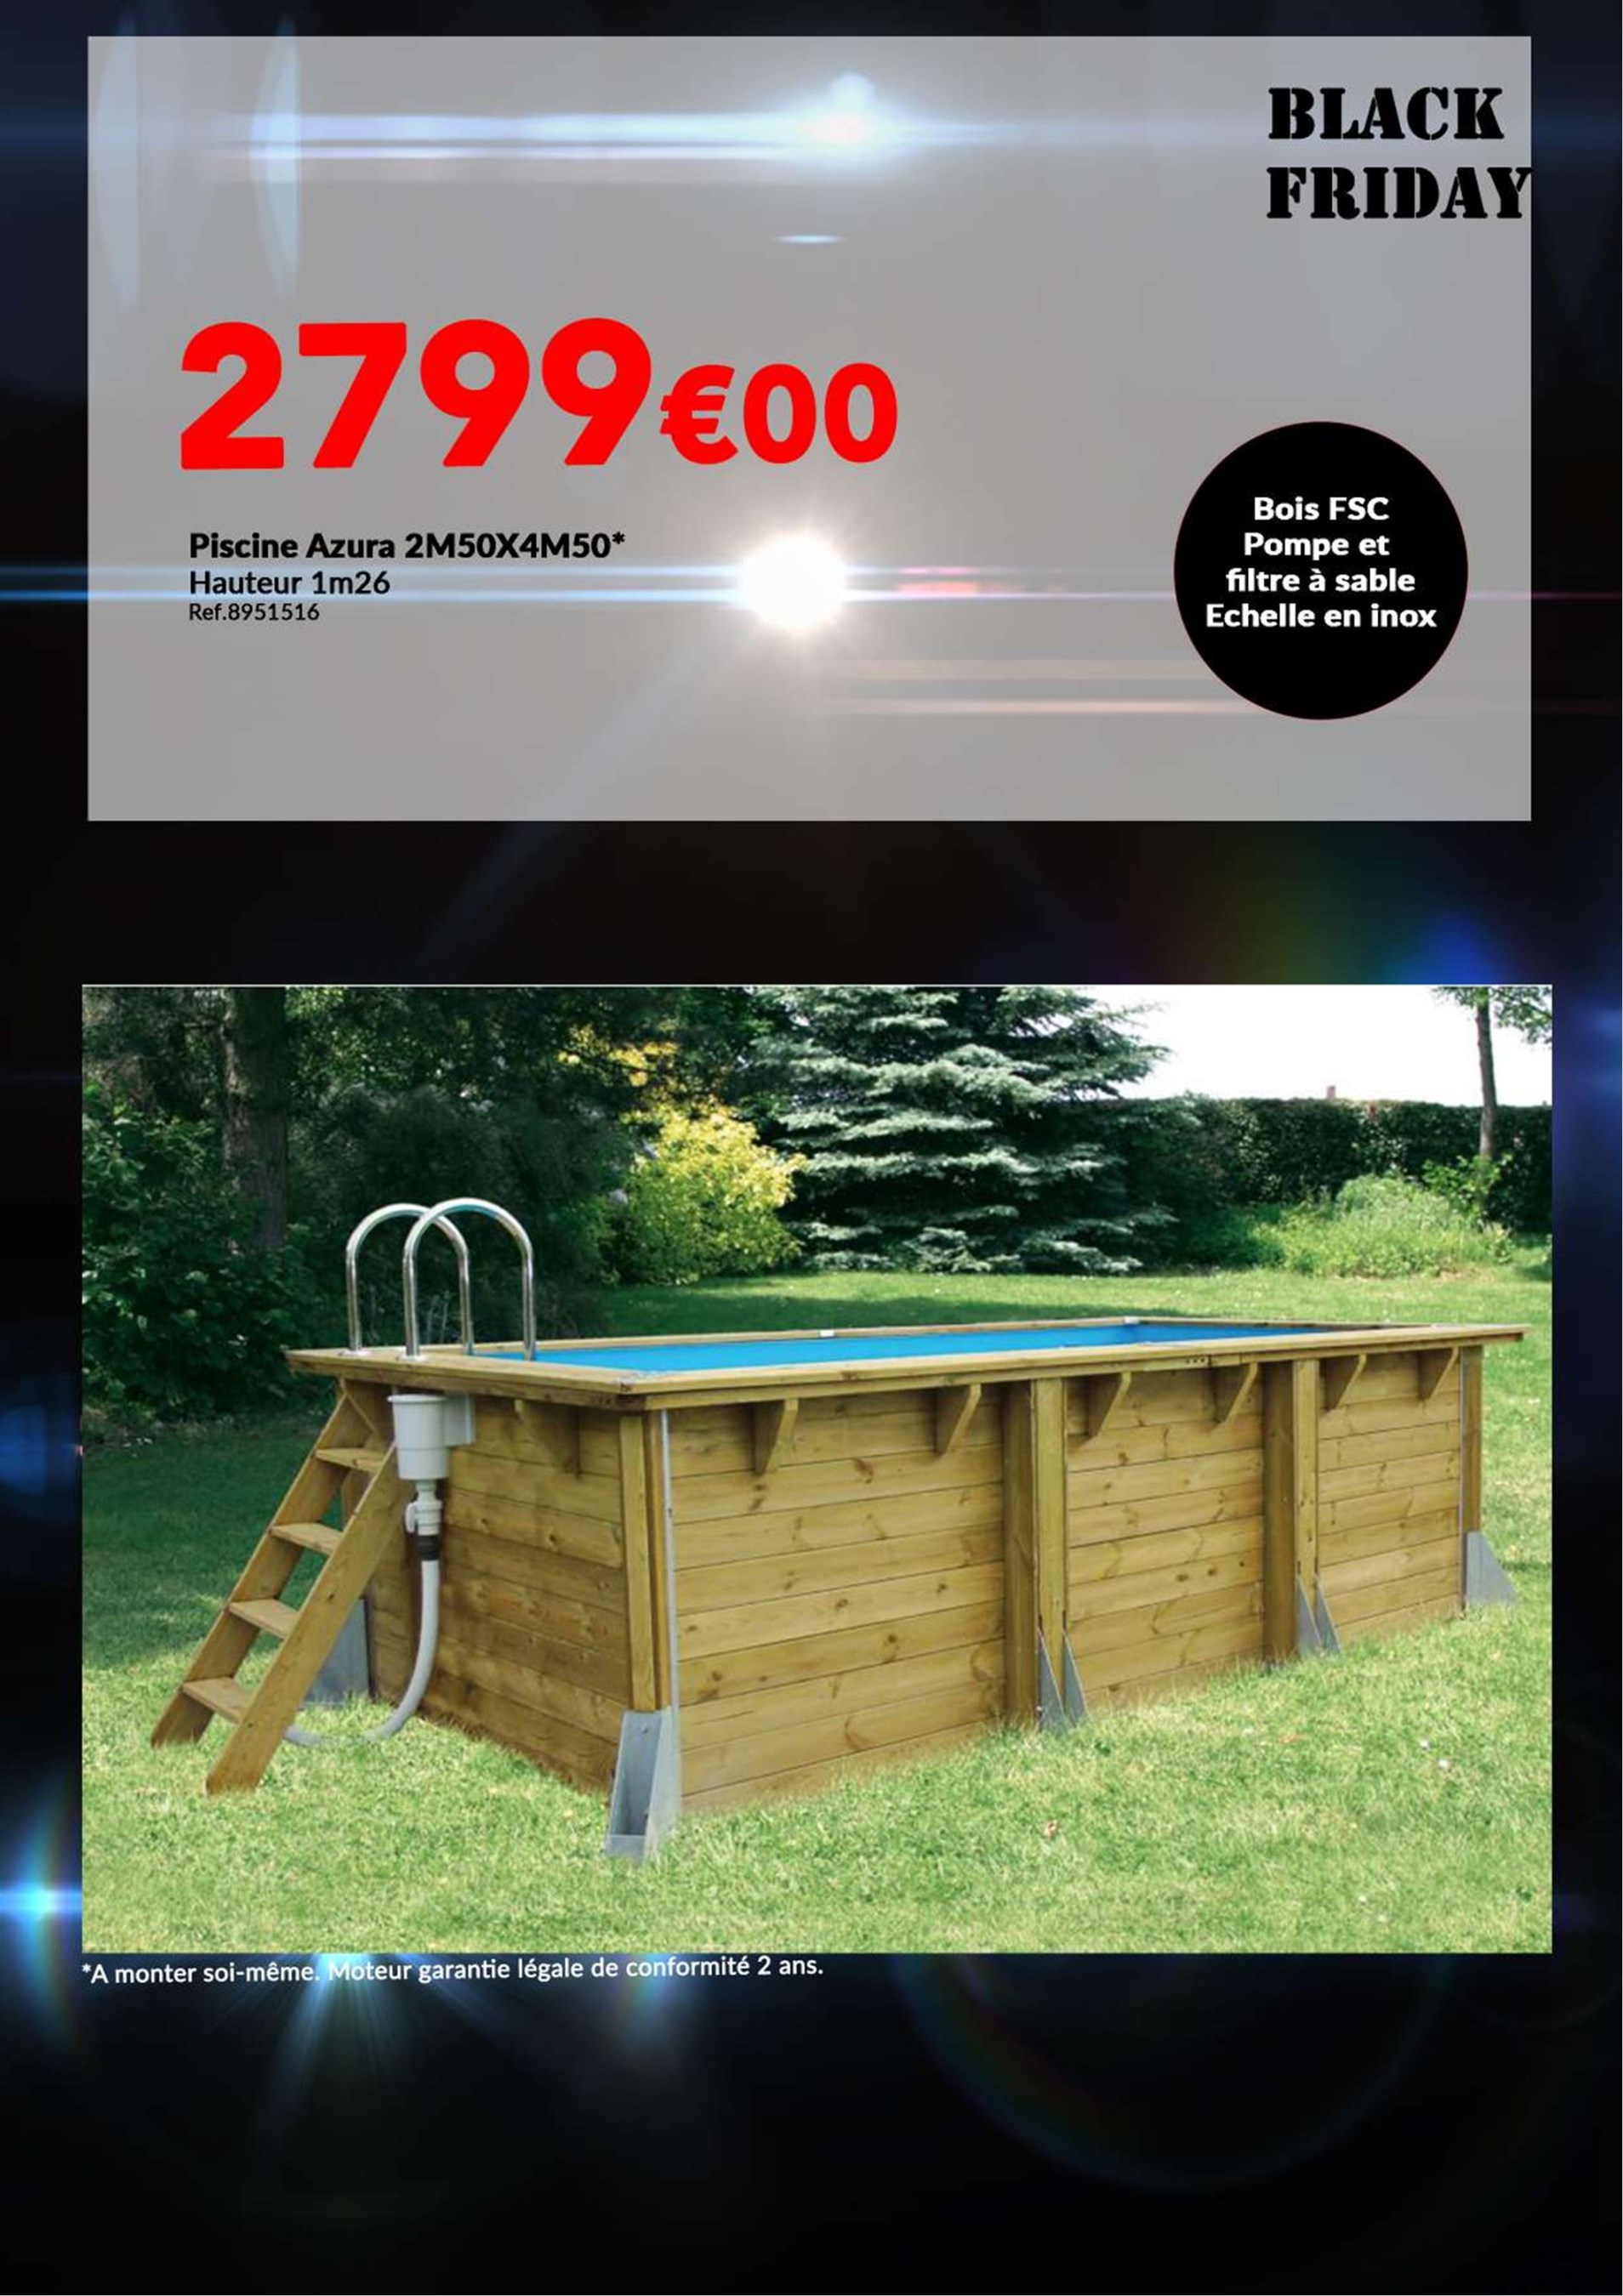 BLACK
FRIDAY
2799€00
Piscine Azura 2M50X4M50*
Hauteur 1m26
Ref.8951516
Bois FSC
Pompe et
filtre à sable
Echelle en inox
*A monter soi-même. Moteur garantie légale de conformité 2 ans.